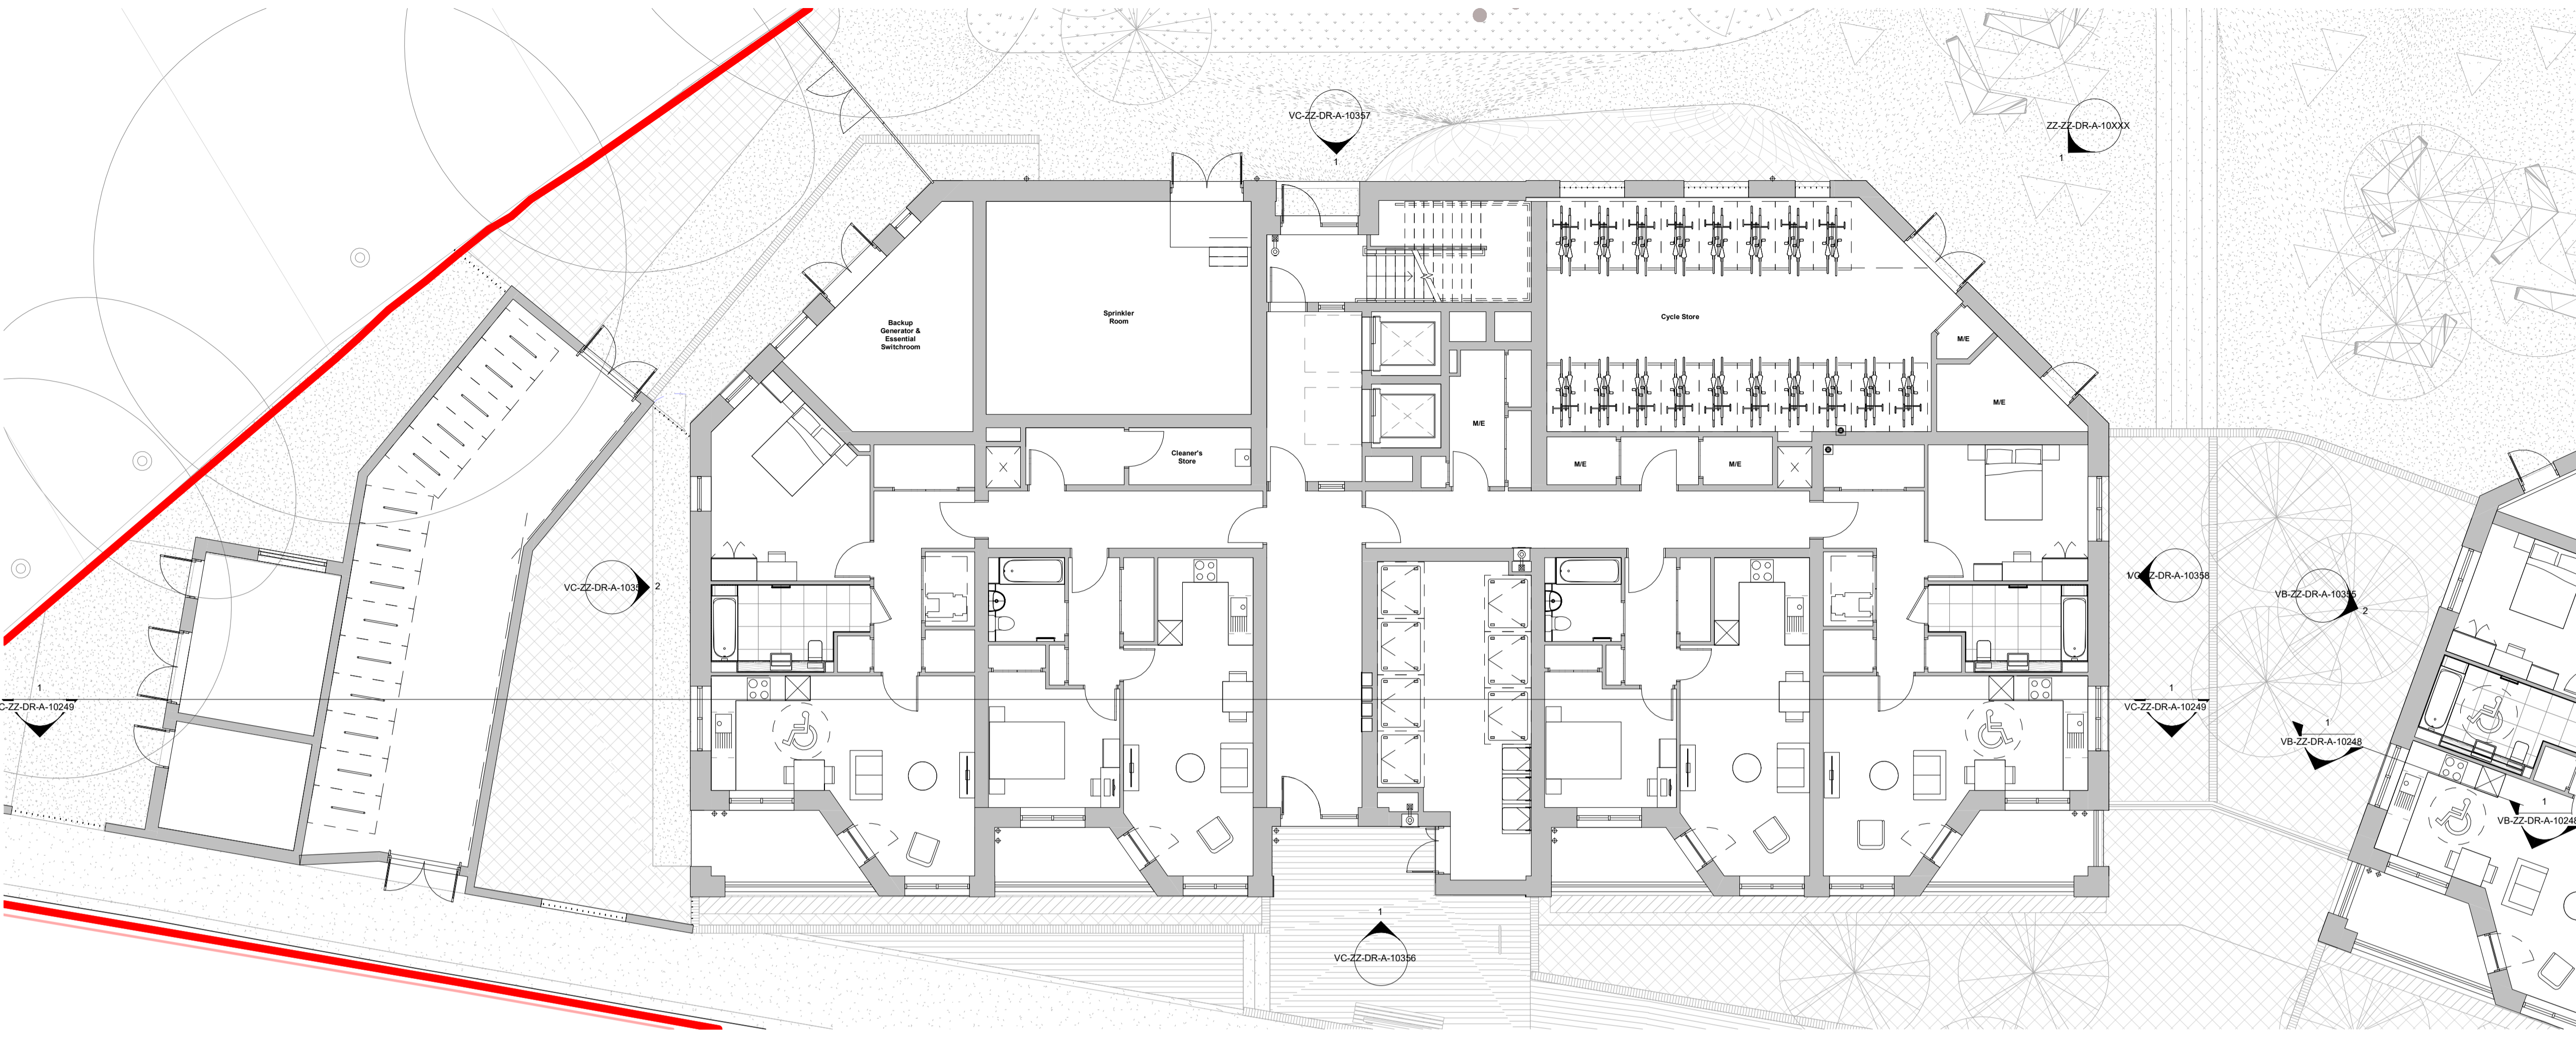 VC-ZZ-DR-A-10357
1
ZZ-ZZ-DR-A-10XXX
1
Backup
Generator &
Essential
Switchroom
Sprinkler
Room
Cycle Store
M/E
M/E
M/E
Cleaner's
Store
M/E
M/E
VC-ZZ-DR-A-1035
2
VC-ZZ-DR-A-10358
VB-ZZ-DR-A-10355
2
1
C-ZZ-DR-A-10249
1
VC-ZZ-DR-A-10249
1
VB-ZZ-DR-A-10248
1
VB-ZZ-DR-A-10248
1
VC-ZZ-DR-A-10356